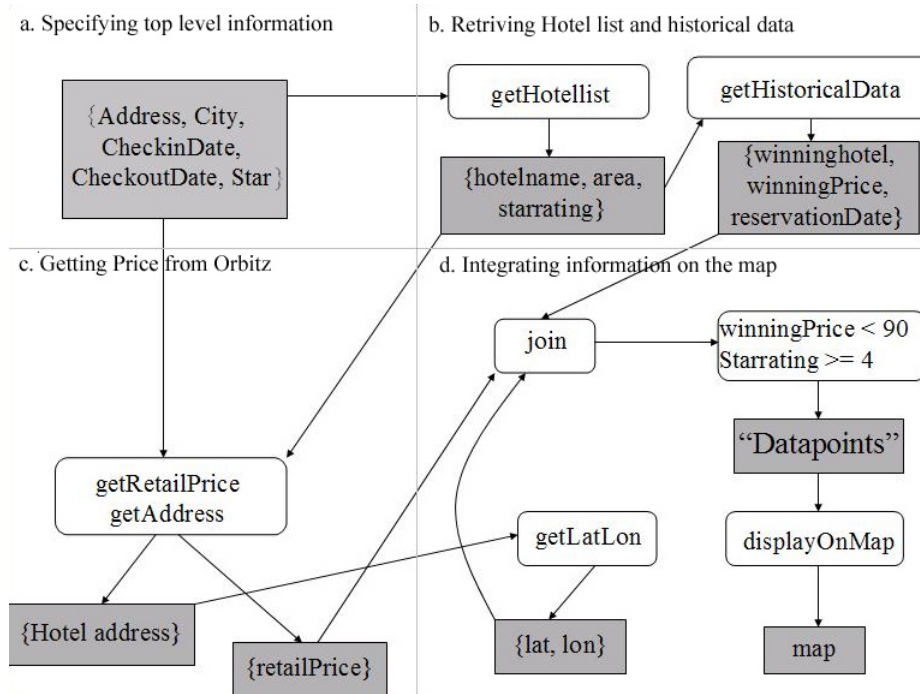 a. Specifying top level information
{Address, City,
CheckinDate,
CheckoutDate, Star}
b. Retriving Hotel list and historical data
getHotellist
getHistoricalData
{hotelname, area,
starrating}
{winninghotel,
winningPrice,
reservationDate}
c. Getting Price from Orbitz
getRetailPrice
getAddress
{Hotel address}
{retailPrice}
d. Integrating information on the map
join
winningPrice < 90
Starrating >= 4
“Datapoints”
getLatLon
displayOnMap
{lat, lon}
map